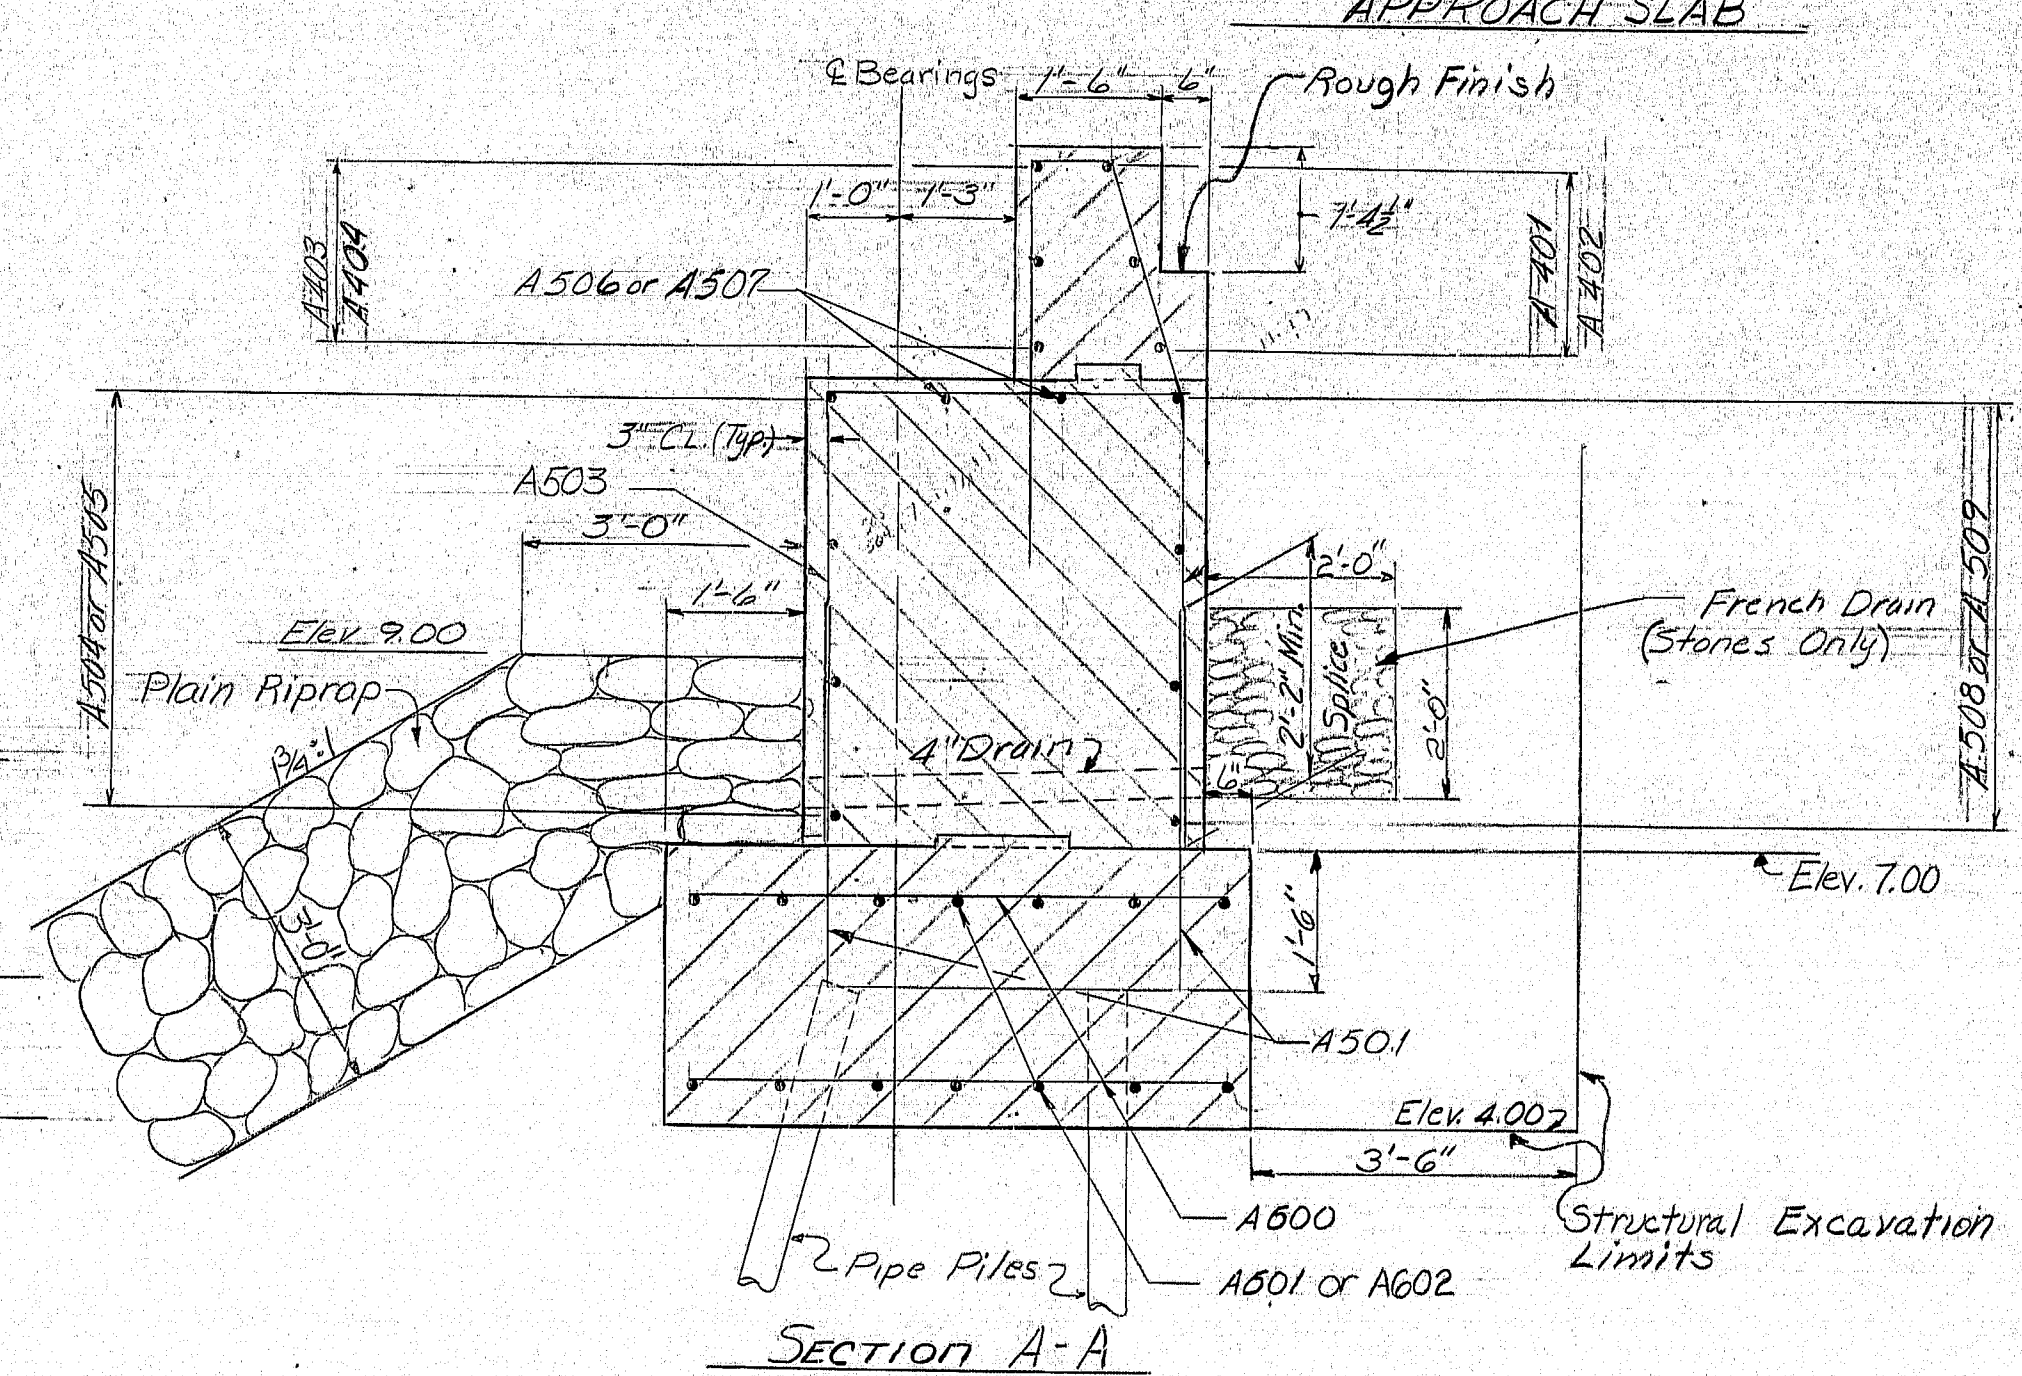 APPROACH SLAB
℄ Bearings
1'-6"
6"
Rough Finish
1'-0"
1'-3"
1'-4½"
A403
A404
A401
A402
A506 or A507
3" CL. (Typ.)
A503
3'-0"
1'-6"
2'-0"
A504 or A505
A508 or A509
Elev. 9.00
Plain Riprap
1¾:1
French Drain
(Stones Only)
2'-2" Min.
Splice
2'-0"
4" Drain
6"
Elev. 7.00
3'-0"
1'-6"
A501
Elev. 4.00
3'-6"
A600
Structural Excavation
Limits
Pipe Piles
A601 or A602
SECTION A-A